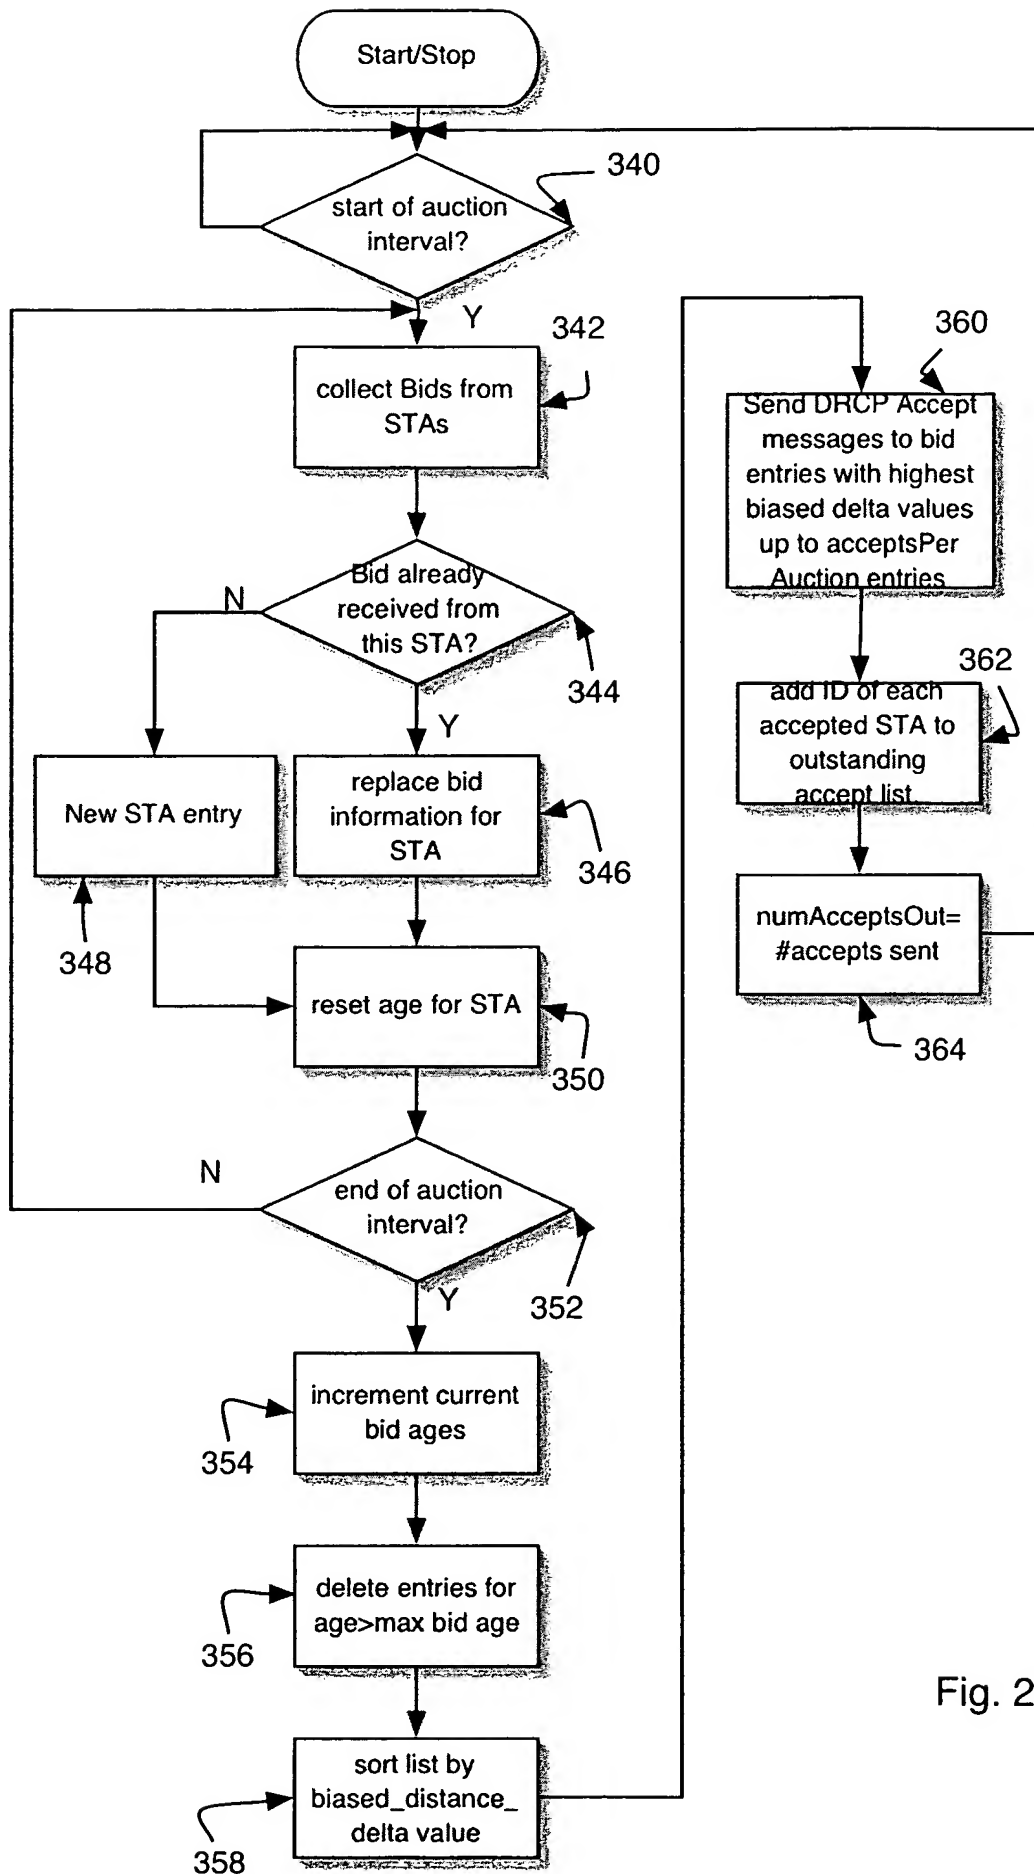 Start/Stop
start of auction
interval?
340
Y
342
collect Bids from
STAs
Bid already
received from
this STA?
N
344
Y
New STA entry
348
replace bid
information for
STA
346
reset age for STA
350
N
end of auction
interval?
352
Y
increment current
bid ages
354
delete entries for
age>max bid age
356
sort list by
biased_distance_
delta value
358
360
Send DRCP Accept
messages to bid
entries with highest
biased delta values
up to acceptsPer
Auction entries
362
add ID of each
accepted STA to
outstanding
accept list
numAcceptsOut=
#accepts sent
364
Fig. 2